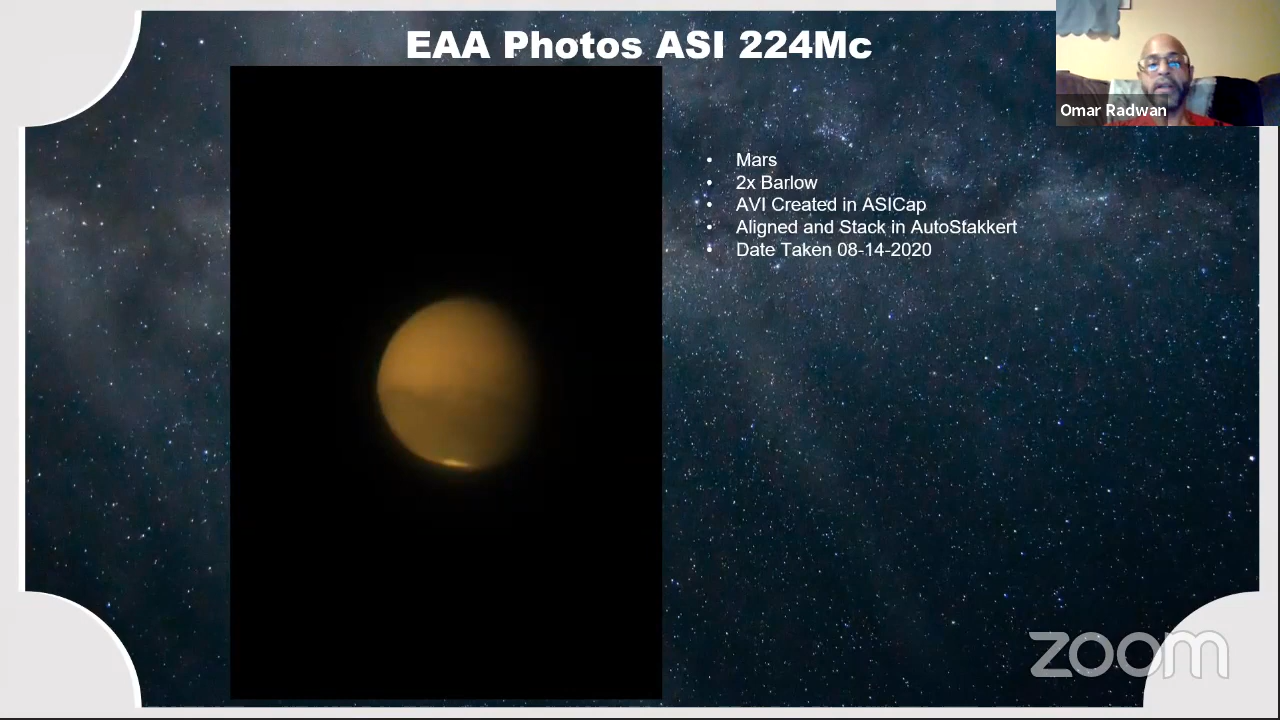 EAA Photos ASI 224Mc
Omar Radwan
• Mars
• 2x Barlow
• AVI Created in ASICap
• Aligned and Stack in AutoStakkert
• Date Taken 08-14-2020
zoom